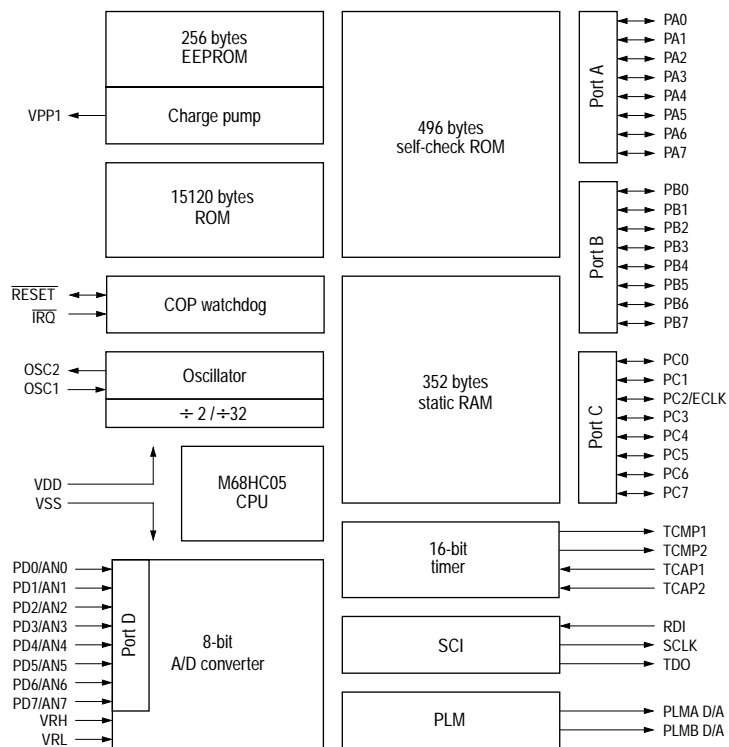 256 bytes
EEPROM
Charge pump
VPP1
15120 bytes
ROM
RESET
IRQ
COP watchdog
OSC2
OSC1
Oscillator
÷ 2 / ÷32
VDD
VSS
M68HC05
CPU
PD0/AN0
PD1/AN1
PD2/AN2
PD3/AN3
PD4/AN4
PD5/AN5
PD6/AN6
PD7/AN7
VRH
VRL
Port D
8-bit
A/D converter
496 bytes
self-check ROM
352 bytes
static RAM
16-bit
timer
SCI
PLM
Port A
PA0
PA1
PA2
PA3
PA4
PA5
PA6
PA7
Port B
PB0
PB1
PB2
PB3
PB4
PB5
PB6
PB7
Port C
PC0
PC1
PC2/ECLK
PC3
PC4
PC5
PC6
PC7
TCMP1
TCMP2
TCAP1
TCAP2
RDI
SCLK
TDO
PLMA D/A
PLMB D/A